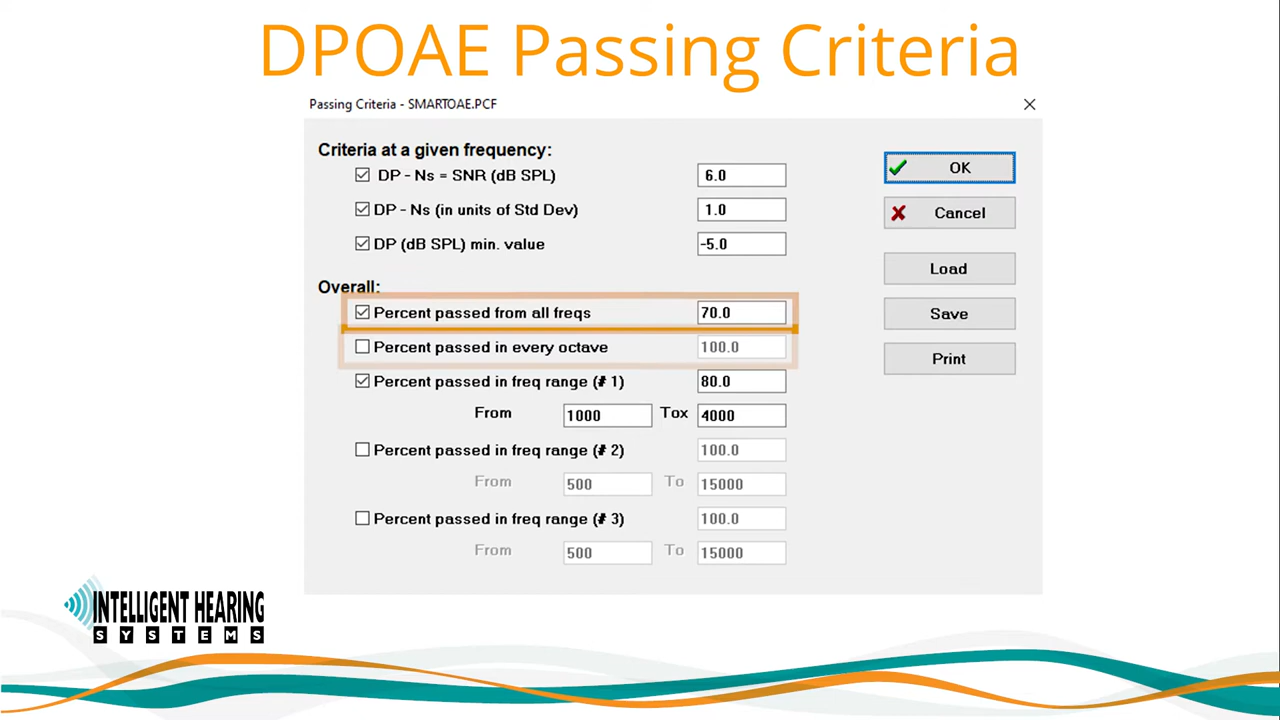 DPOAE Passing Criteria
Passing Criteria - SMARTOAE.PCF
Criteria at a given frequency:
DP - Ns = SNR (dB SPL) 6.0
DP - Ns (in units of Std Dev) 1.0
DP (dB SPL) min. value -5.0
Overall:
Percent passed from all freqs 70.0
Percent passed in every octave 100.0
Percent passed in freq range (# 1) 80.0
From 1000 Tox 4000
Percent passed in freq range (# 2) 100.0
From 500 To 15000
Percent passed in freq range (# 3) 100.0
From 500 To 15000
OK
Cancel
Load
Save
Print
INTELLIGENT HEARING
SYSTEMS